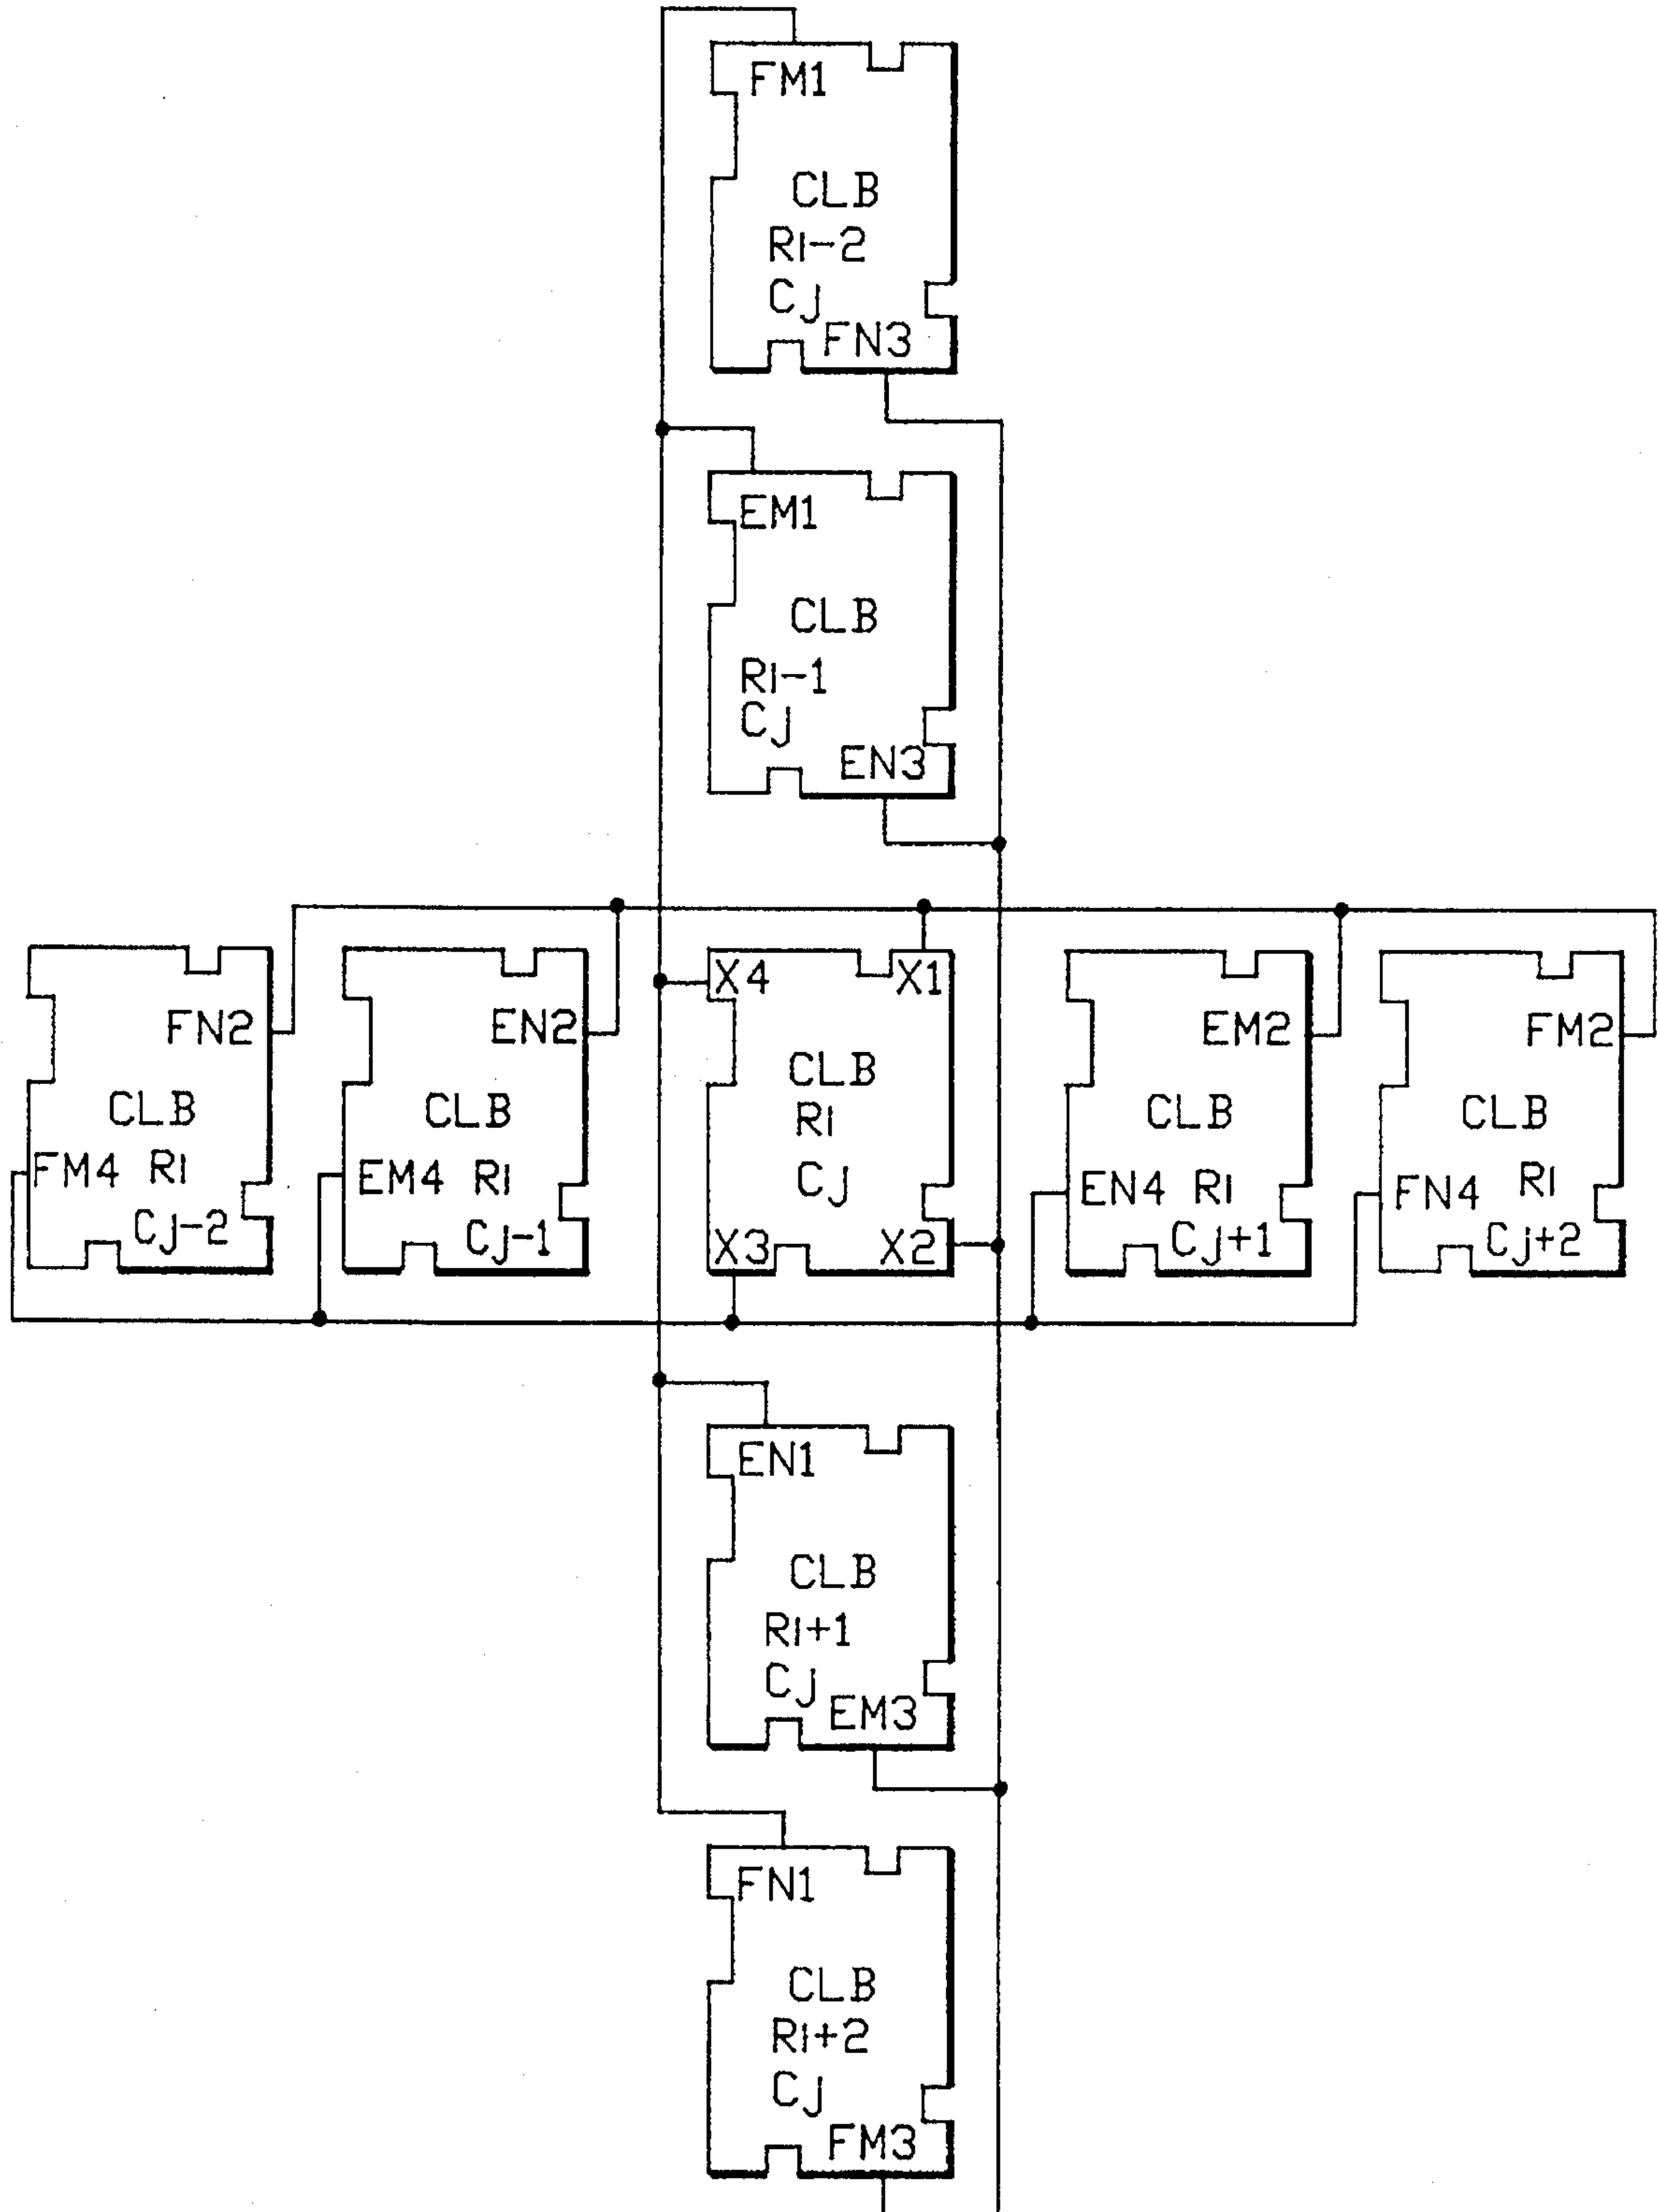 FM1
CLB
Ri-2
Cj
FN3
EM1
CLB
Ri-1
Cj
EN3
FN2
CLB
FM4 Ri
Cj-2
EN2
CLB
EM4 Ri
Cj-1
X4 X1
CLB
Ri
Cj
X3 X2
EM2
CLB
EN4 Ri
Cj+1
FM2
CLB
FN4 Ri
Cj+2
EN1
CLB
Ri+1
Cj
EM3
FN1
CLB
Ri+2
Cj
FM3